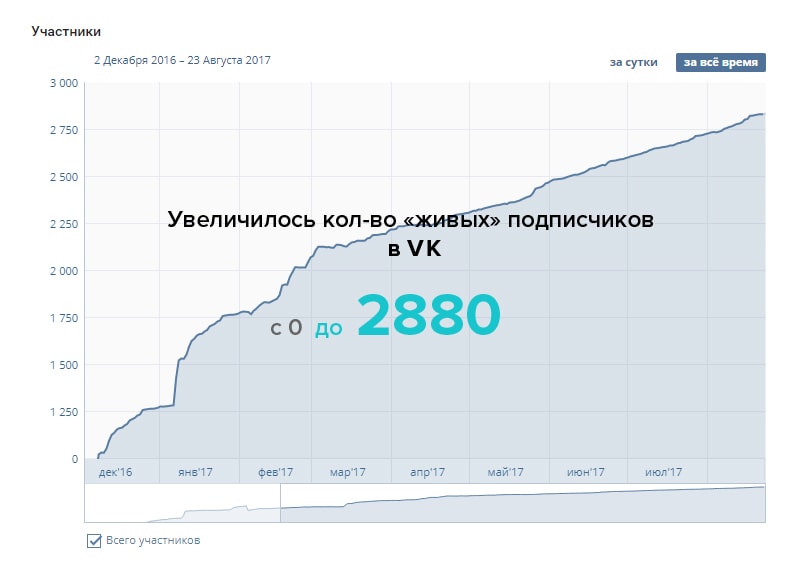 Участники
2 Декабря 2016 – 23 Августа 2017
за сутки
за всё время
3 000
2 750
2 500
2 250
2 000
1 750
1 500
1 250
0
Увеличилось кол-во «живых» подписчиков
в VK
с 0 до 2880
дек'16 янв'17 фев'17 мар'17 апр'17 май'17 июн'17 июл'17
Всего участников